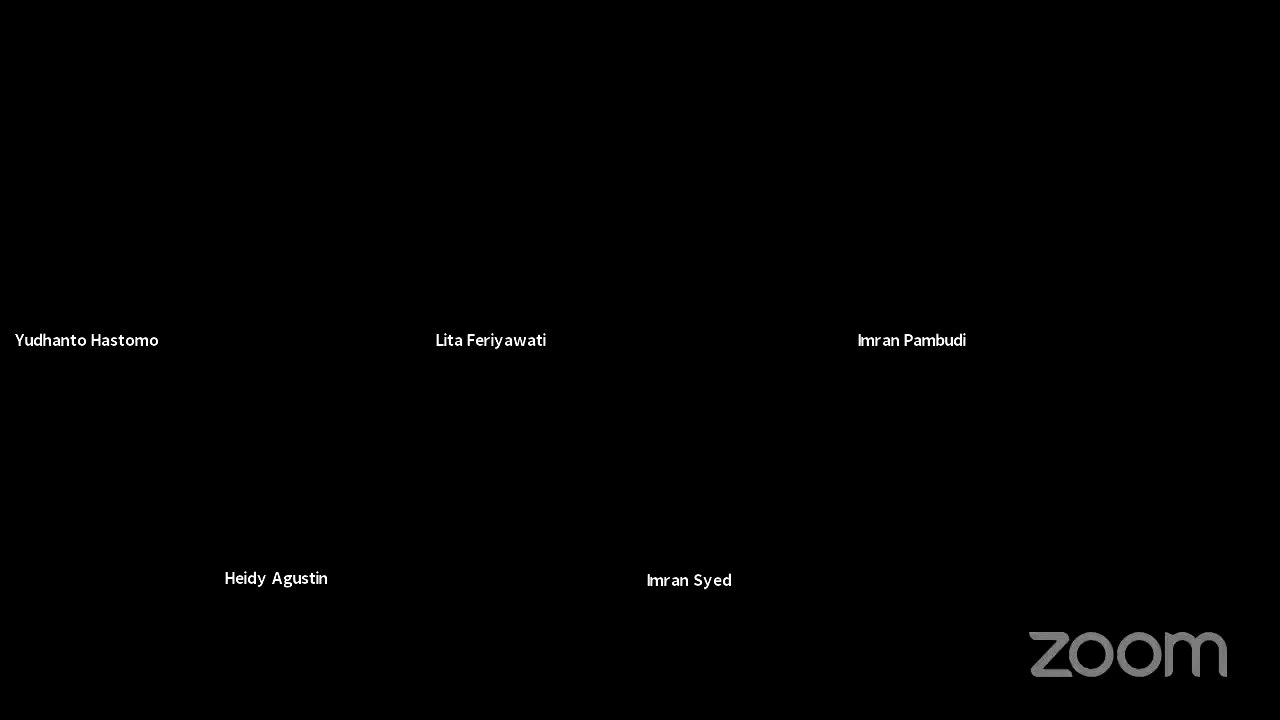 Yudhanto Hastomo
Lita Feriyawati
Imran Pambudi
Heidy Agustin
Imran Syed
zoom